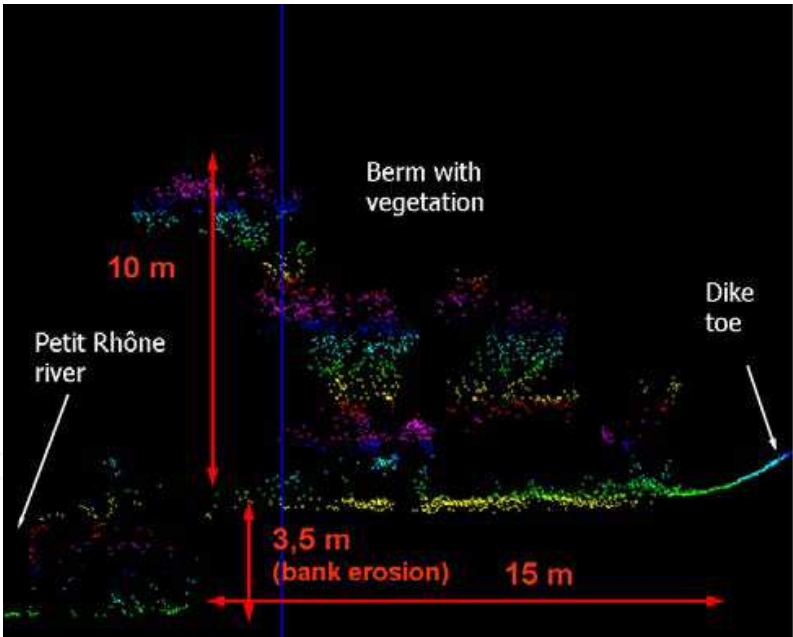 Berm with
vegetation
10 m
Dike
toe
Petit Rhône
river
3,5 m
(bank erosion)
15 m